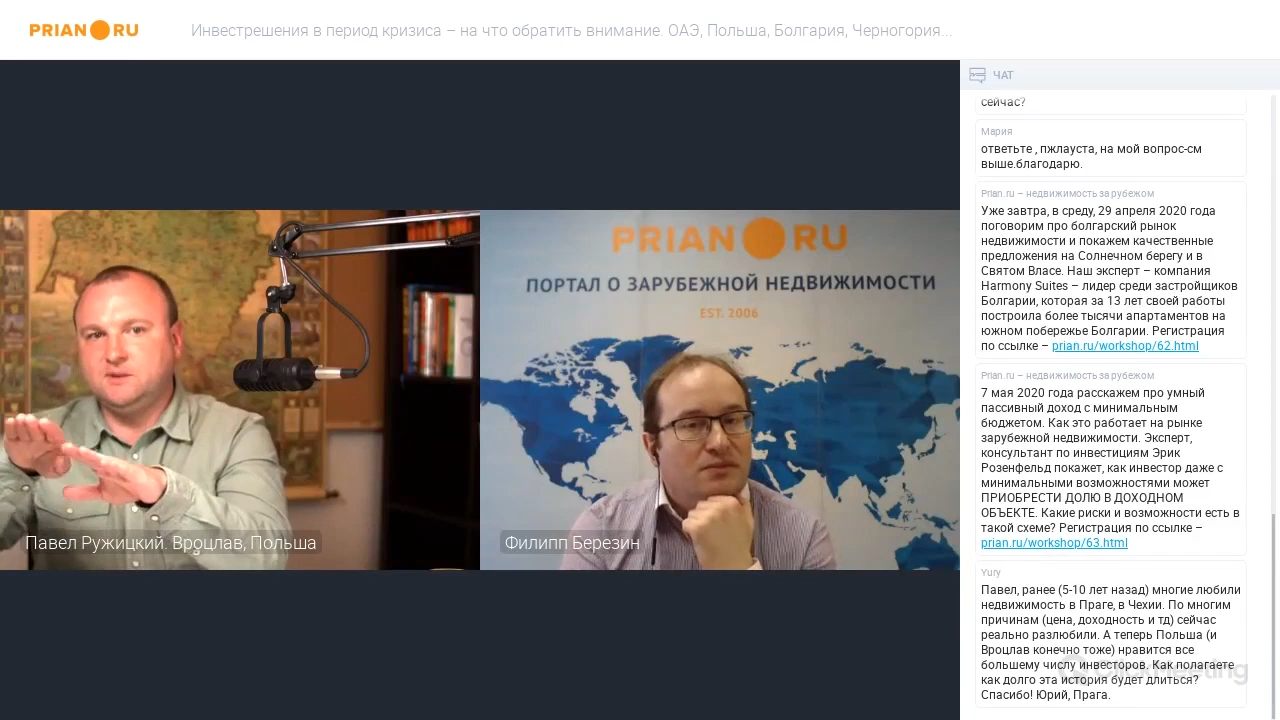 PRIAN RU
Инвестрешения в период кризиса – на что обратить внимание. ОАЭ, Польша, Болгария, Черногория...
PRIAN RU
ПОРТАЛ О ЗАРУБЕЖНОЙ НЕДВИЖИМОСТИ
EST. 2006
Павел Ружицкий. Вроцлав, Польша
Филипп Березин
ЧАТ
сейчас?
Мария
ответьте , пжлауста, на мой вопрос-см
выше.благодарю.
Prian.ru – недвижимость за рубежом
Уже завтра, в среду, 29 апреля 2020 года
поговорим про болгарский рынок
недвижимости и покажем качественные
предложения на Солнечном берегу и в
Святом Власе. Наш эксперт – компания
Harmony Suites – лидер среди застройщиков
Болгарии, которая за 13 лет своей работы
построила более тысячи апартаментов на
южном побережье Болгарии. Регистрация
по ссылке – prian.ru/workshop/62.html
Prian.ru – недвижимость за рубежом
7 мая 2020 года расскажем про умный
пассивный доход с минимальным
бюджетом. Как это работает на рынке
зарубежной недвижимости. Эксперт,
консультант по инвестициям Эрик
Розенфельд покажет, как инвестор даже с
минимальными возможностями может
ПРИОБРЕСТИ ДОЛЮ В ДОХОДНОМ
ОБЪЕКТЕ. Какие риски и возможности есть в
такой схеме? Регистрация по ссылке –
prian.ru/workshop/63.html
Yury
Павел, ранее (5-10 лет назад) многие любили
недвижимость в Праге, в Чехии. По многим
причинам (цена, доходность и тд) сейчас
реально разлюбили. А теперь Польша (и
Вроцлав конечно тоже) нравится все
большему числу инвесторов. Как полагаете
как долго эта история будет длиться?
Спасибо! Юрий, Прага.
ClickMeeting